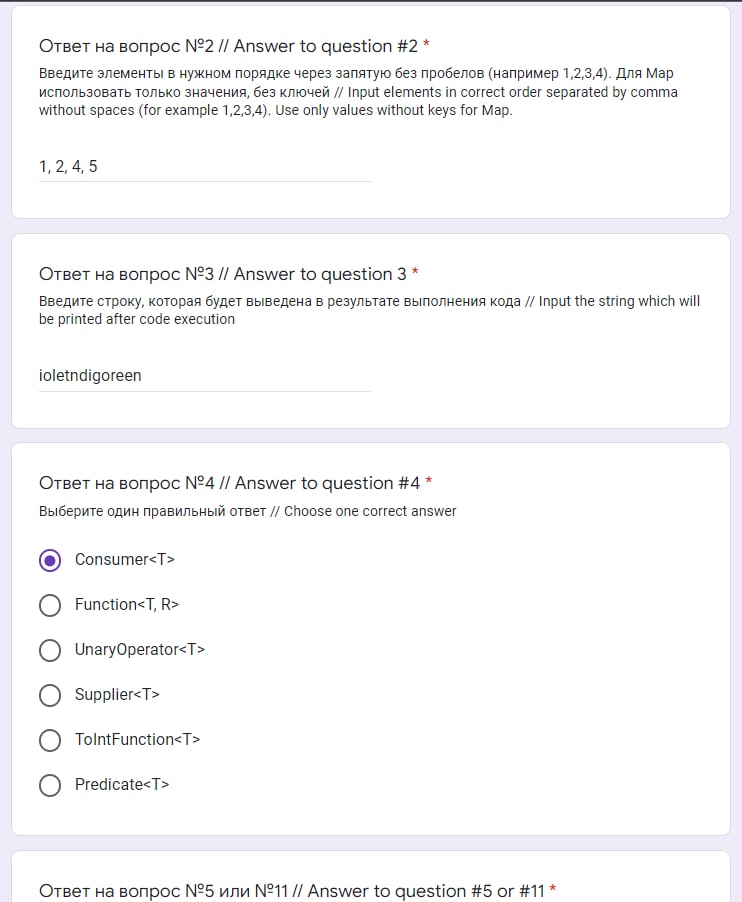 Ответ на вопрос №2 // Answer to question #2 *
Введите элементы в нужном порядке через запятую без пробелов (например 1,2,3,4). Для Map
использовать только значения, без ключей // Input elements in correct order separated by comma
without spaces (for example 1,2,3,4). Use only values without keys for Map.
1, 2, 4, 5
Ответ на вопрос №3 // Answer to question 3 *
Введите строку, которая будет выведена в результате выполнения кода // Input the string which will
be printed after code execution
ioletndigoreen
Ответ на вопрос №4 // Answer to question #4 *
Выберите один правильный ответ // Choose one correct answer
Consumer<T>
Function<T, R>
UnaryOperator<T>
Supplier<T>
ToIntFunction<T>
Predicate<T>
Ответ на вопрос №5 или №11 // Answer to question #5 or #11 *